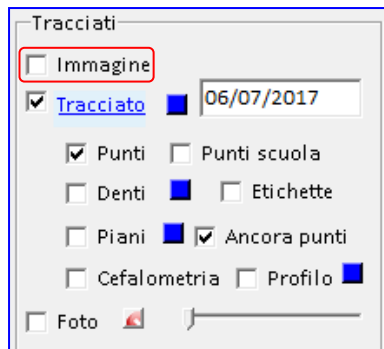 Tracciati
Immagine
Tracciato 06/07/2017
Punti Punti scuola
Denti Etichette
Piani Ancora punti
Cefalometria Profilo
Foto